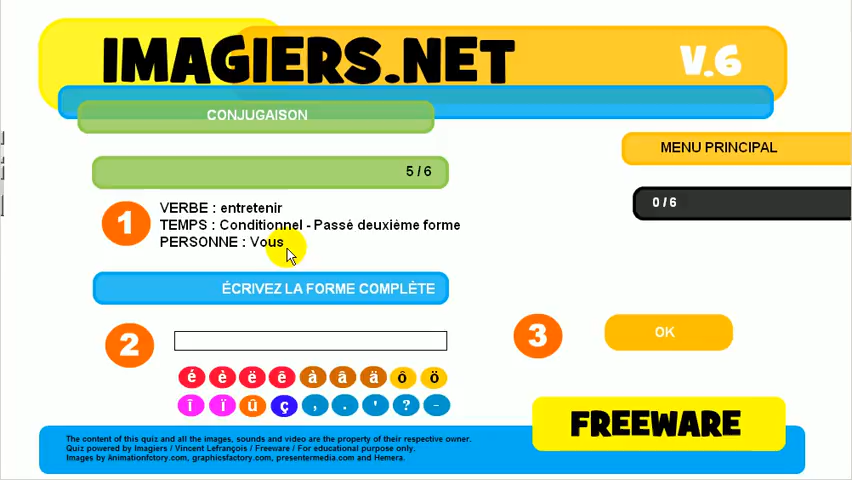 IMAGIERS.NET
V.6
CONJUGAISON
MENU PRINCIPAL
5 / 6
0 / 6
1
VERBE : entretenir
TEMPS : Conditionnel - Passé deuxième forme
PERSONNE : Vous
ÉCRIVEZ LA FORME COMPLÈTE
2
3
OK
é è ë ê à â ä ô ö
î ï û ç , . ' ? -
FREEWARE
The content of this quiz and all the images, sounds and video are the property of their respective owner.
Quiz powered by Imagiers / Vincent Lefrançois / Freeware / For educational purpose only.
Images by Animationfctory.com, graphicsfactory.com, presentermedia.com and Hemera.